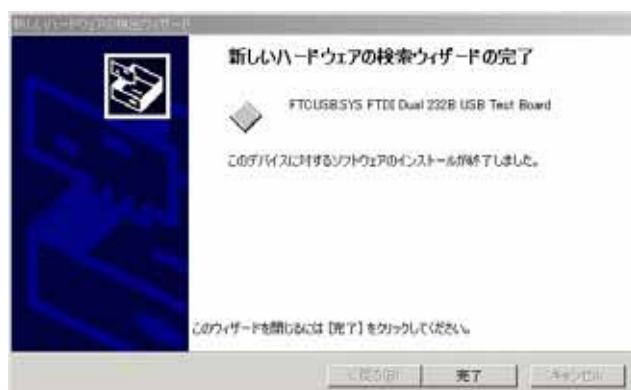 新しいハードウェアの検出ウィザード
新しいハードウェアの検索ウィザードの完了
FTCUSB.SYS FTDI Dual 232B USB Test Board
このデバイスに対するソフトウェアのインストールが終了しました。
このウィザードを閉じるには [完了] をクリックしてください。
< 戻る(B)
完了
キャンセル